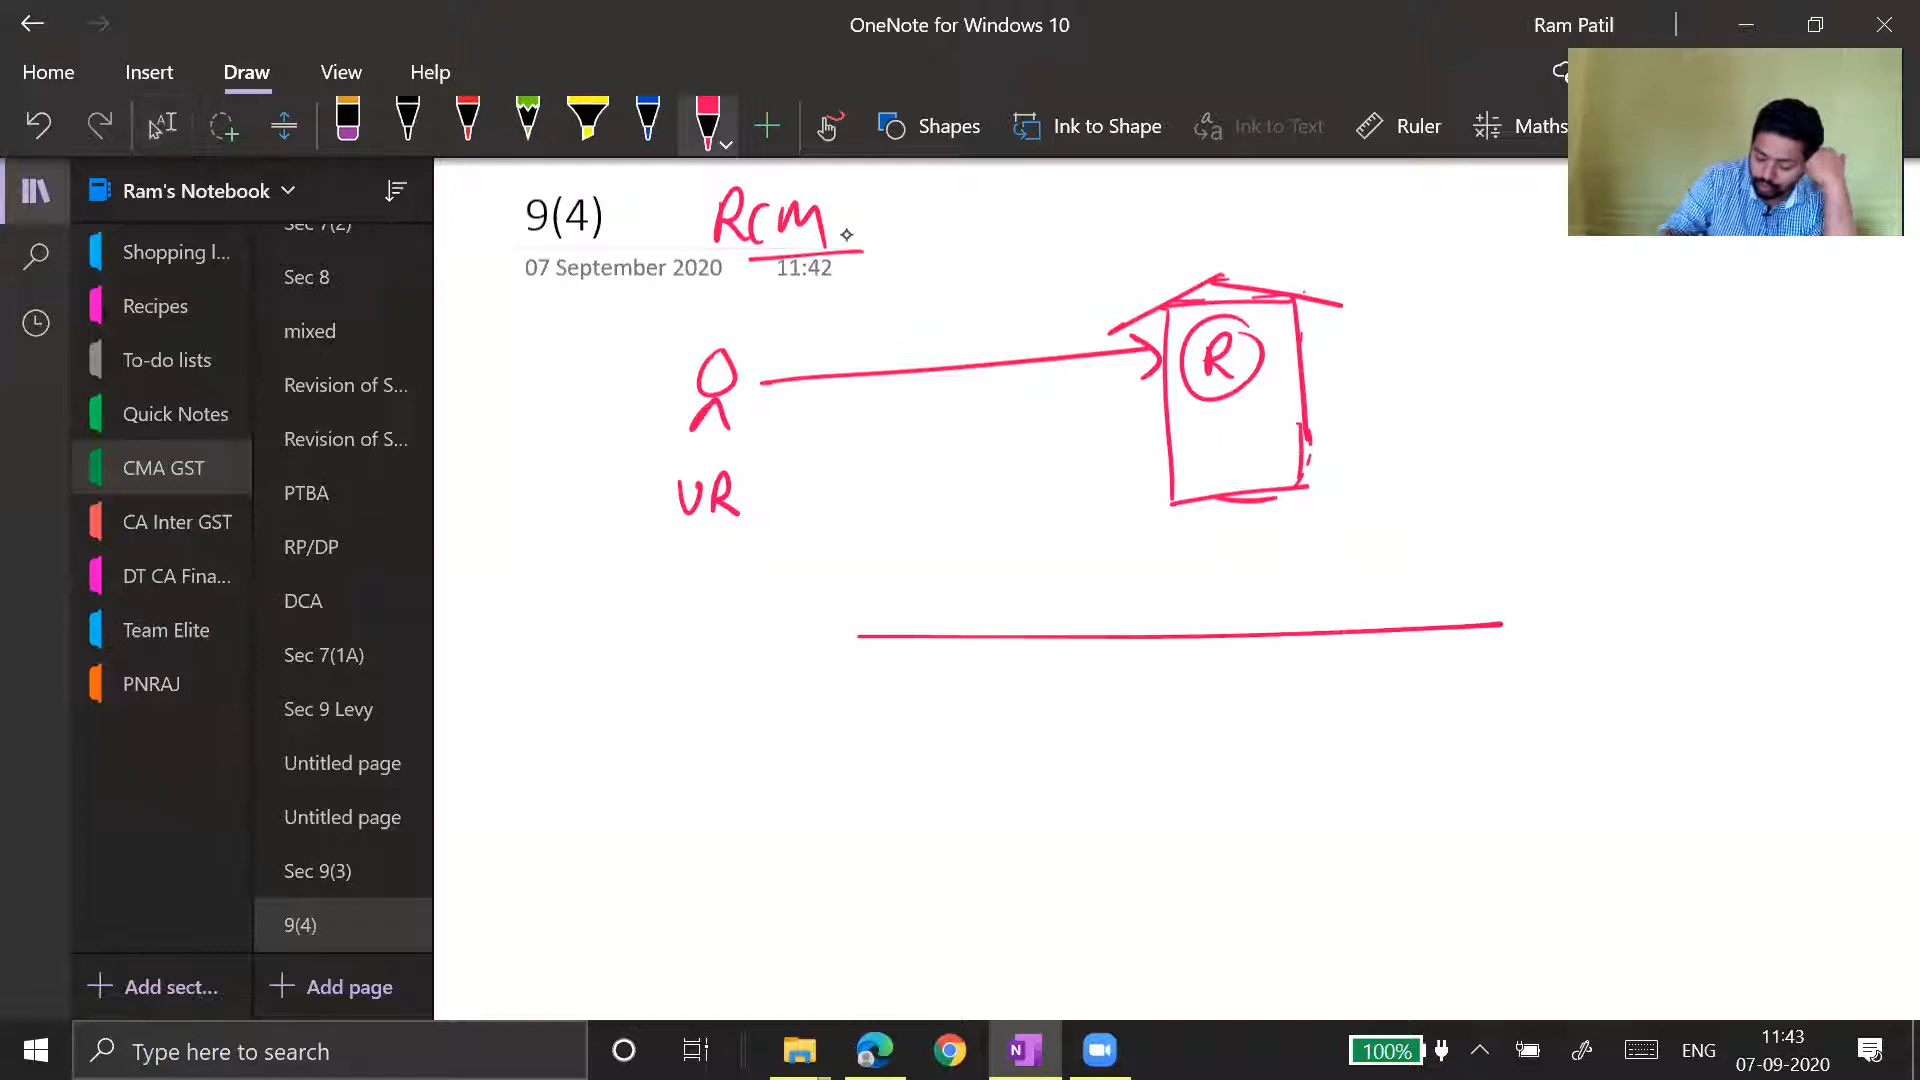 OneNote for Windows 10
Ram Patil
Home Insert Draw View Help
Shapes Ink to Shape Ink to Text Ruler Maths
Ram's Notebook
Shopping l...
Recipes
To-do lists
Quick Notes
CMA GST
CA Inter GST
DT CA Fina...
Team Elite
PNRAJ
Add sect...
Sec 7(2)
Sec 8
mixed
Revision of S...
Revision of S...
PTBA
RP/DP
DCA
Sec 7(1A)
Sec 9 Levy
Untitled page
Untitled page
Sec 9(3)
9(4)
Add page
9(4)
RCM
07 September 2020 11:42
R
UR
Type here to search
N
100%
ENG
11:43
07-09-2020